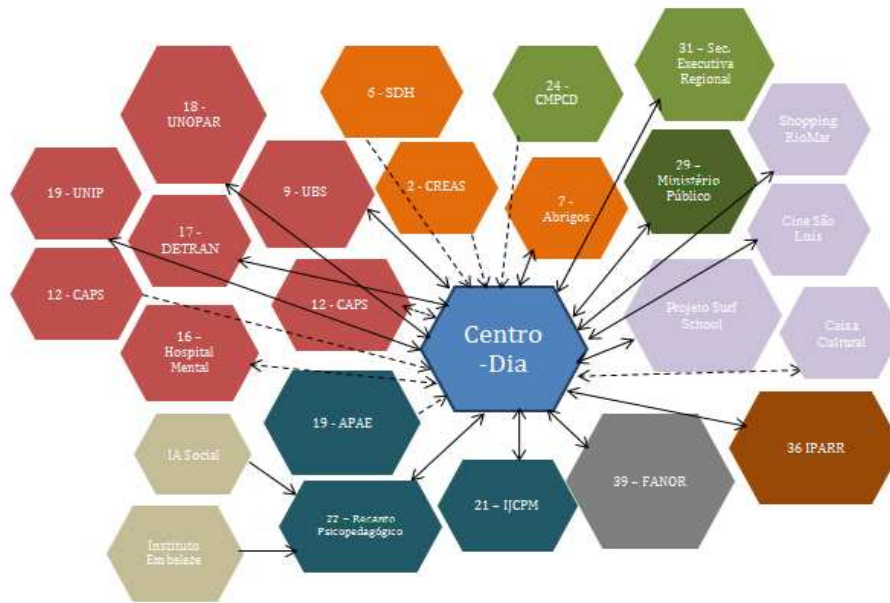 31 – Sec.
Executiva
Regional
6 - SDH
24 -
CMPCD
18 -
UNOPAR
Shopping
RioMar
19 - UNIP
9 - UBS
2 - CREAS
7 -
Abrigos
29 –
Ministério
Público
17 -
DETRAN
Cine São
Luis
12 - CAPS
12 - CAPS
Centro
-Dia
Projeto Surf
School
Caixa
Cultural
16 –
Hospital
Mental
19 - APAE
36 IPARR
IA Social
39 – FANOR
21 – IJCPM
22 – Recanto
Psicopedagógico
Instituto
Embeleze